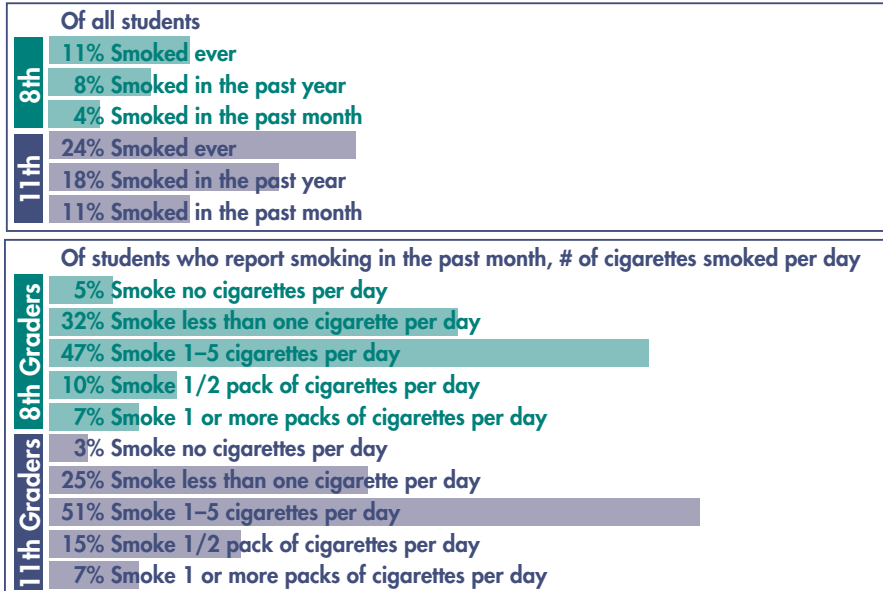 Of all students
8th
11% Smoked ever
8% Smoked in the past year
4% Smoked in the past month
11th
24% Smoked ever
18% Smoked in the past year
11% Smoked in the past month
Of students who report smoking in the past month, # of cigarettes smoked per day
8th Graders
5% Smoke no cigarettes per day
32% Smoke less than one cigarette per day
47% Smoke 1–5 cigarettes per day
10% Smoke 1/2 pack of cigarettes per day
7% Smoke 1 or more packs of cigarettes per day
11th Graders
3% Smoke no cigarettes per day
25% Smoke less than one cigarette per day
51% Smoke 1–5 cigarettes per day
15% Smoke 1/2 pack of cigarettes per day
7% Smoke 1 or more packs of cigarettes per day